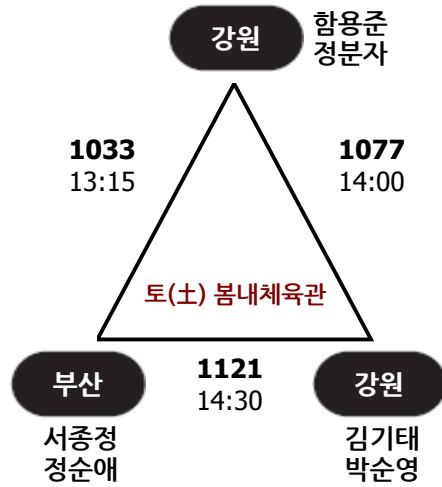 강원
함용준
정분자
1033
13:15
1077
14:00
토(土) 봄내체육관
부산
1121
14:30
강원
서종정
정순애
김기태
박순영